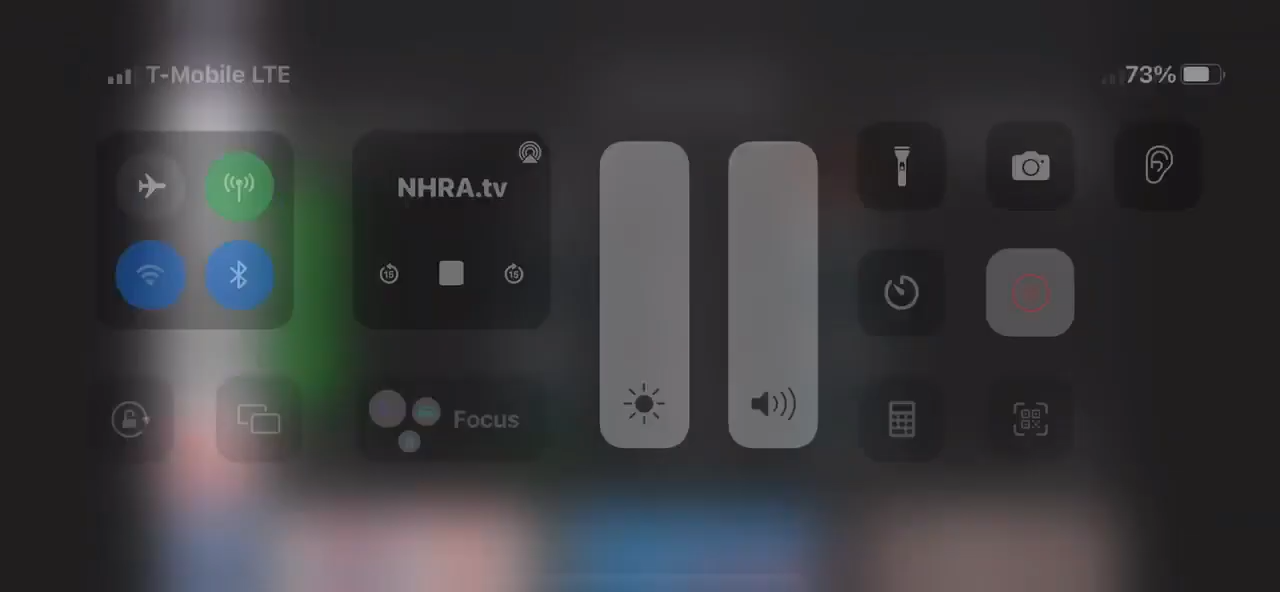 T-Mobile LTE
73%
NHRA.tv
15
15
Focus